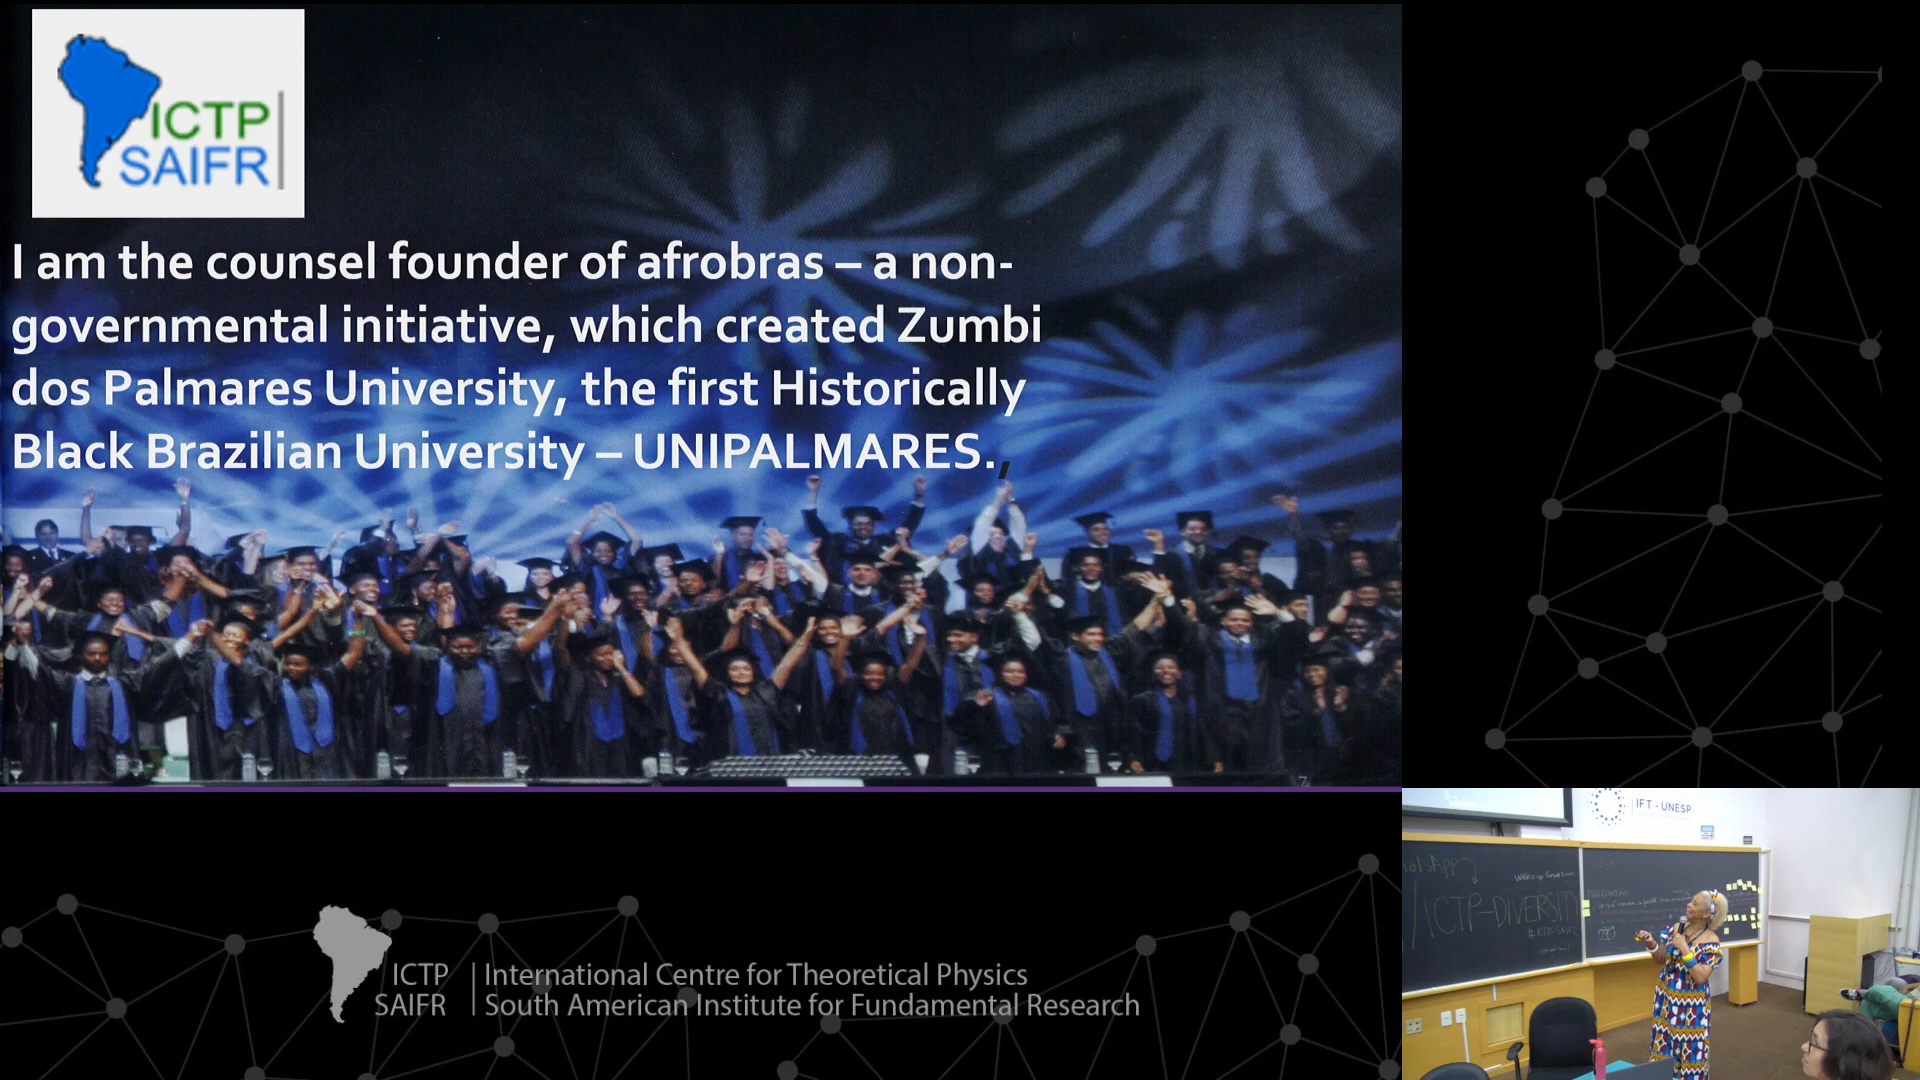 ICTP
SAIFR
I am the counsel founder of afrobras – a non-
governmental initiative, which created Zumbi
dos Palmares University, the first Historically
Black Brazilian University – UNIPALMARES.,
7
ICTP
SAIFR
International Centre for Theoretical Physics
South American Institute for Fundamental Research
IFT - UNESP
ICTP-DIVERSITY